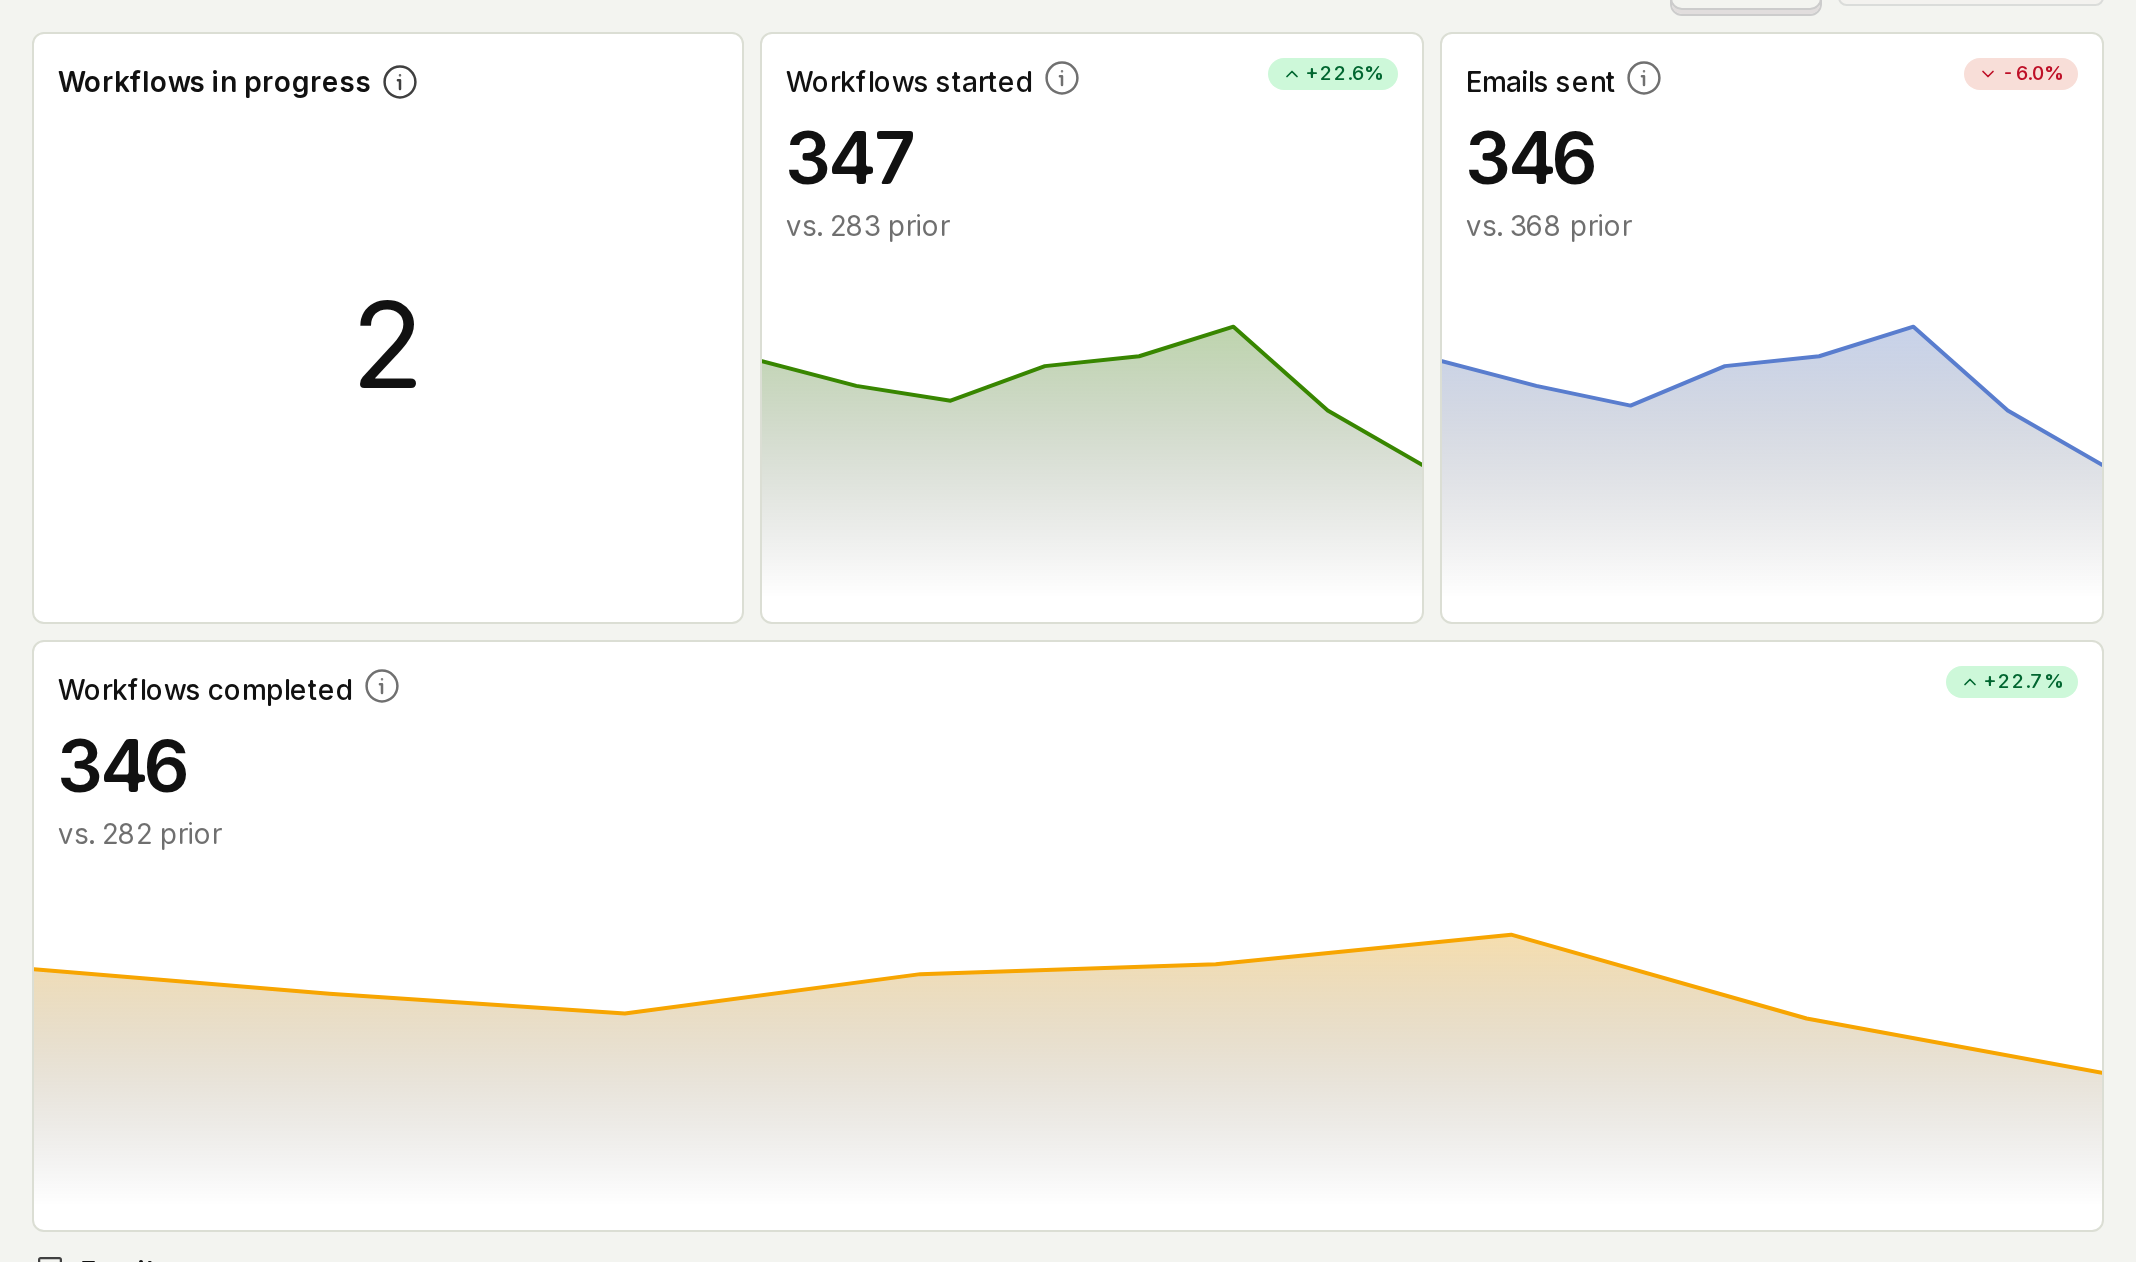 Workflows in progress
2
Workflows started
+22.6%
347
vs. 283 prior
Emails sent
-6.0%
346
vs. 368 prior
Workflows completed
+22.7%
346
vs. 282 prior